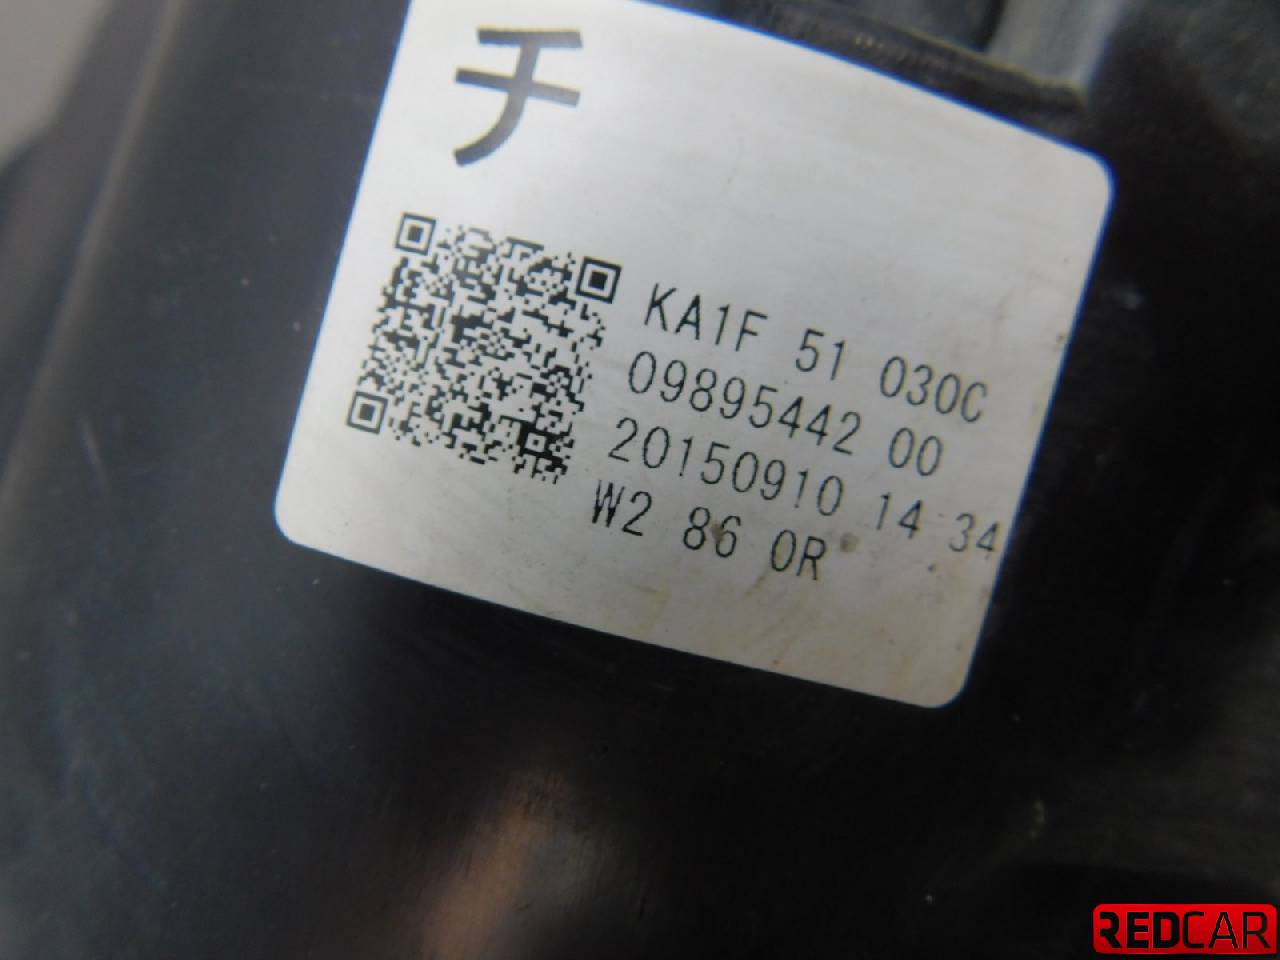 チ
KA1F 51 030C
09895442 00
20150910 14 34
W2 86 0R
REDCAR